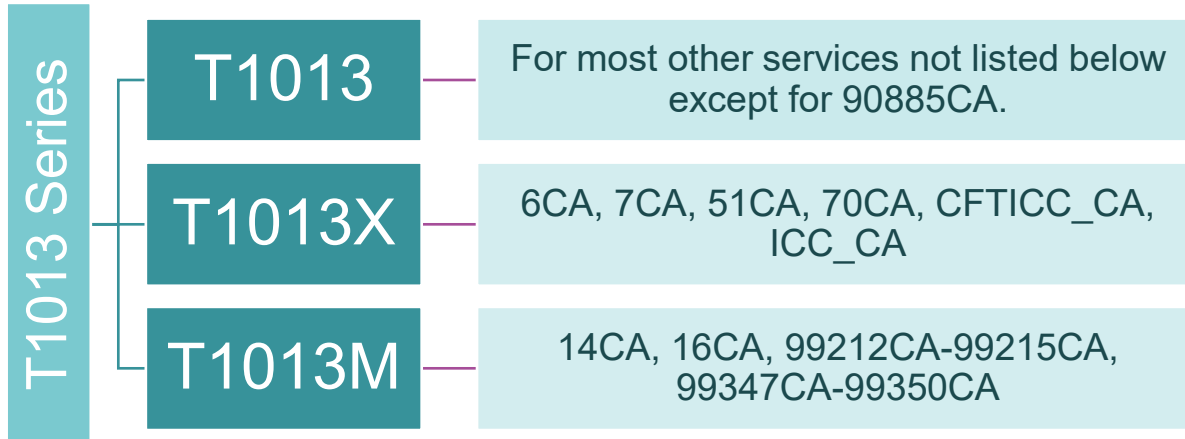 T1013 Series
T1013
For most other services not listed below
except for 90885CA.
T1013X
6CA, 7CA, 51CA, 70CA, CFTICC_CA,
ICC_CA
T1013M
14CA, 16CA, 99212CA-99215CA,
99347CA-99350CA